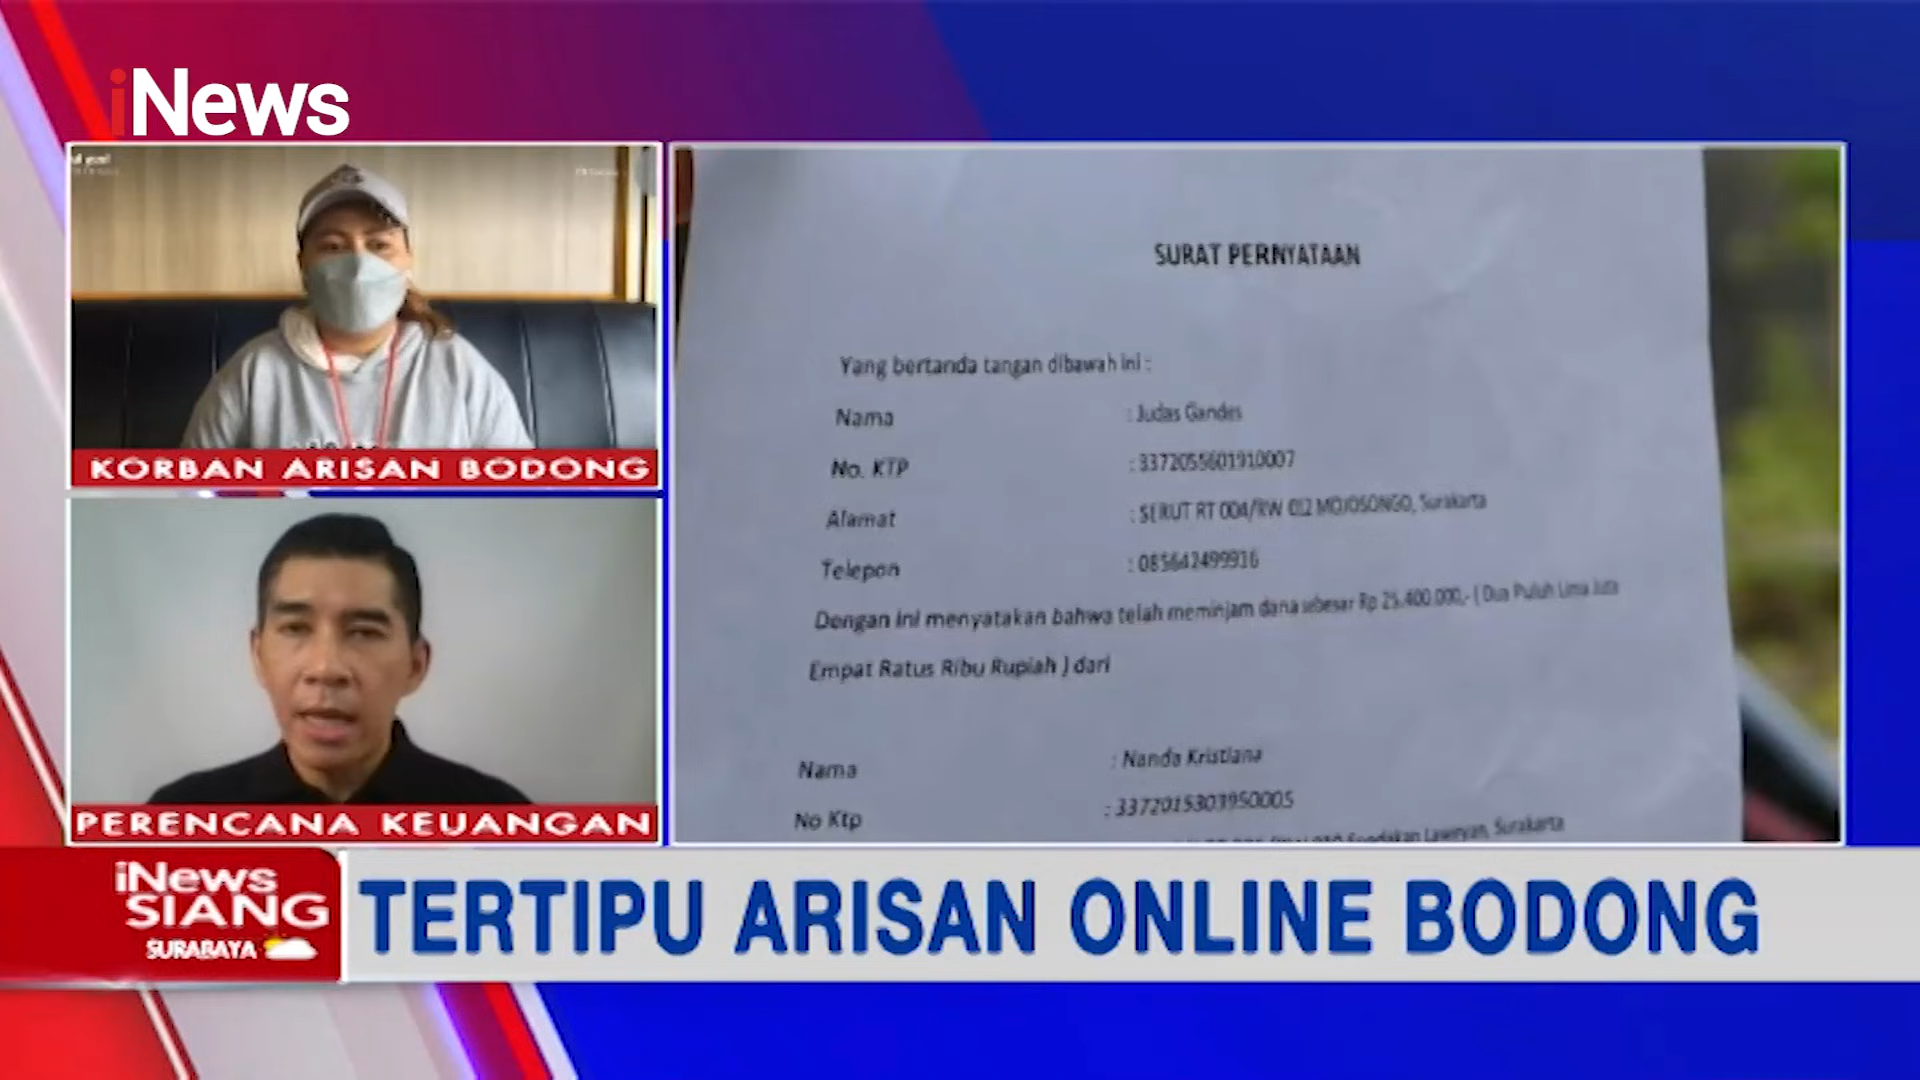 iNews
KORBAN ARISAN BODONG
PERENCANA KEUANGAN
SURAT PERNYATAAN
Yang bertanda tangan dibawah ini :
Nama : Judas Gandes
No. KTP : 3372055601910007
Alamat : SERUT RT 004/RW 012 MOJOSONGO, Surakarta
Telepon : 085642499916
Dengan ini menyatakan bahwa telah meminjam dana sebesar Rp 25.400.000,- ( Dua Puluh Lima Juta
Empat Ratus Ribu Rupiah ) dari
Nama : Nanda Kristiana
No Ktp : 3372015303950005
Surakarta
iNews
SIANG
SURABAYA
TERTIPU ARISAN ONLINE BODONG